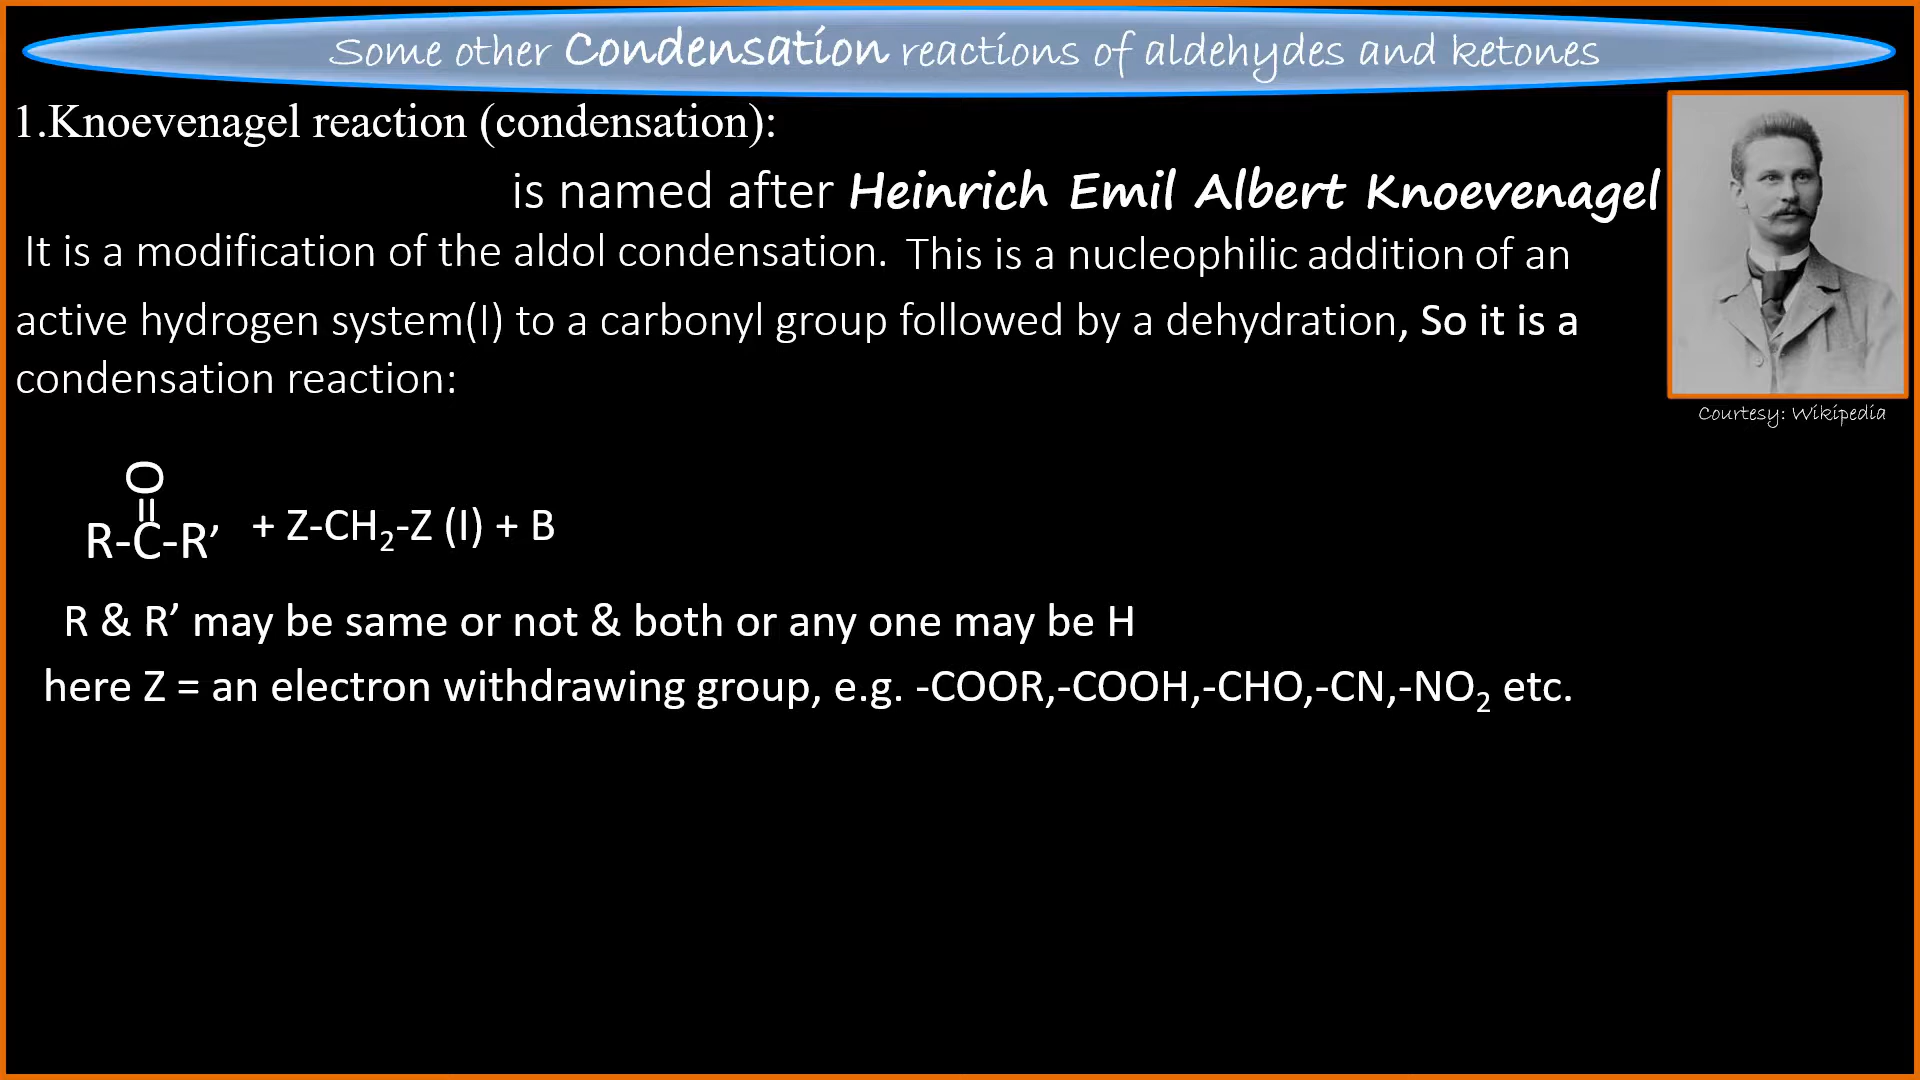 Some other Condensation reactions of aldehydes and ketones
1.Knoevenagel reaction (condensation):
is named after Heinrich Emil Albert Knoevenagel
It is a modification of the aldol condensation. This is a nucleophilic addition of an
active hydrogen system(I) to a carbonyl group followed by a dehydration, So it is a
condensation reaction:
Courtesy: Wikipedia
O
=
R-C-R’ + Z-CH₂-Z (I) + B
R & R’ may be same or not & both or any one may be H
here Z = an electron withdrawing group, e.g. -COOR,-COOH,-CHO,-CN,-NO₂ etc.